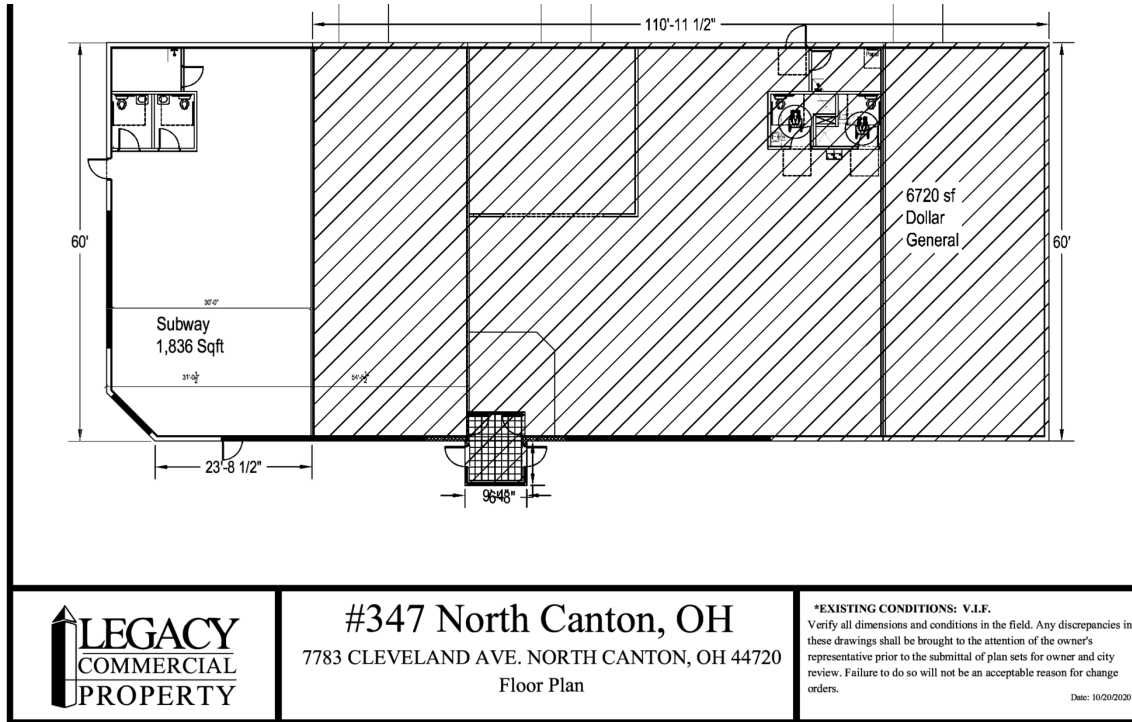 110'-11 1/2"
60'
6720 sf
Dollar
General
60'
30'-0"
Subway
1,836 Sqft
23'-8 1/2"
LEGACY
COMMERCIAL
PROPERTY
#347 North Canton, OH
7783 CLEVELAND AVE. NORTH CANTON, OH 44720
Floor Plan
*EXISTING CONDITIONS: V.I.F.
Verify all dimensions and conditions in the field. Any discrepancies in
these drawings shall be brought to the attention of the owner's
representative prior to the submittal of plan sets for owner and city
review. Failure to do so will not be an acceptable reason for change
orders.
Date: 10/20/2020